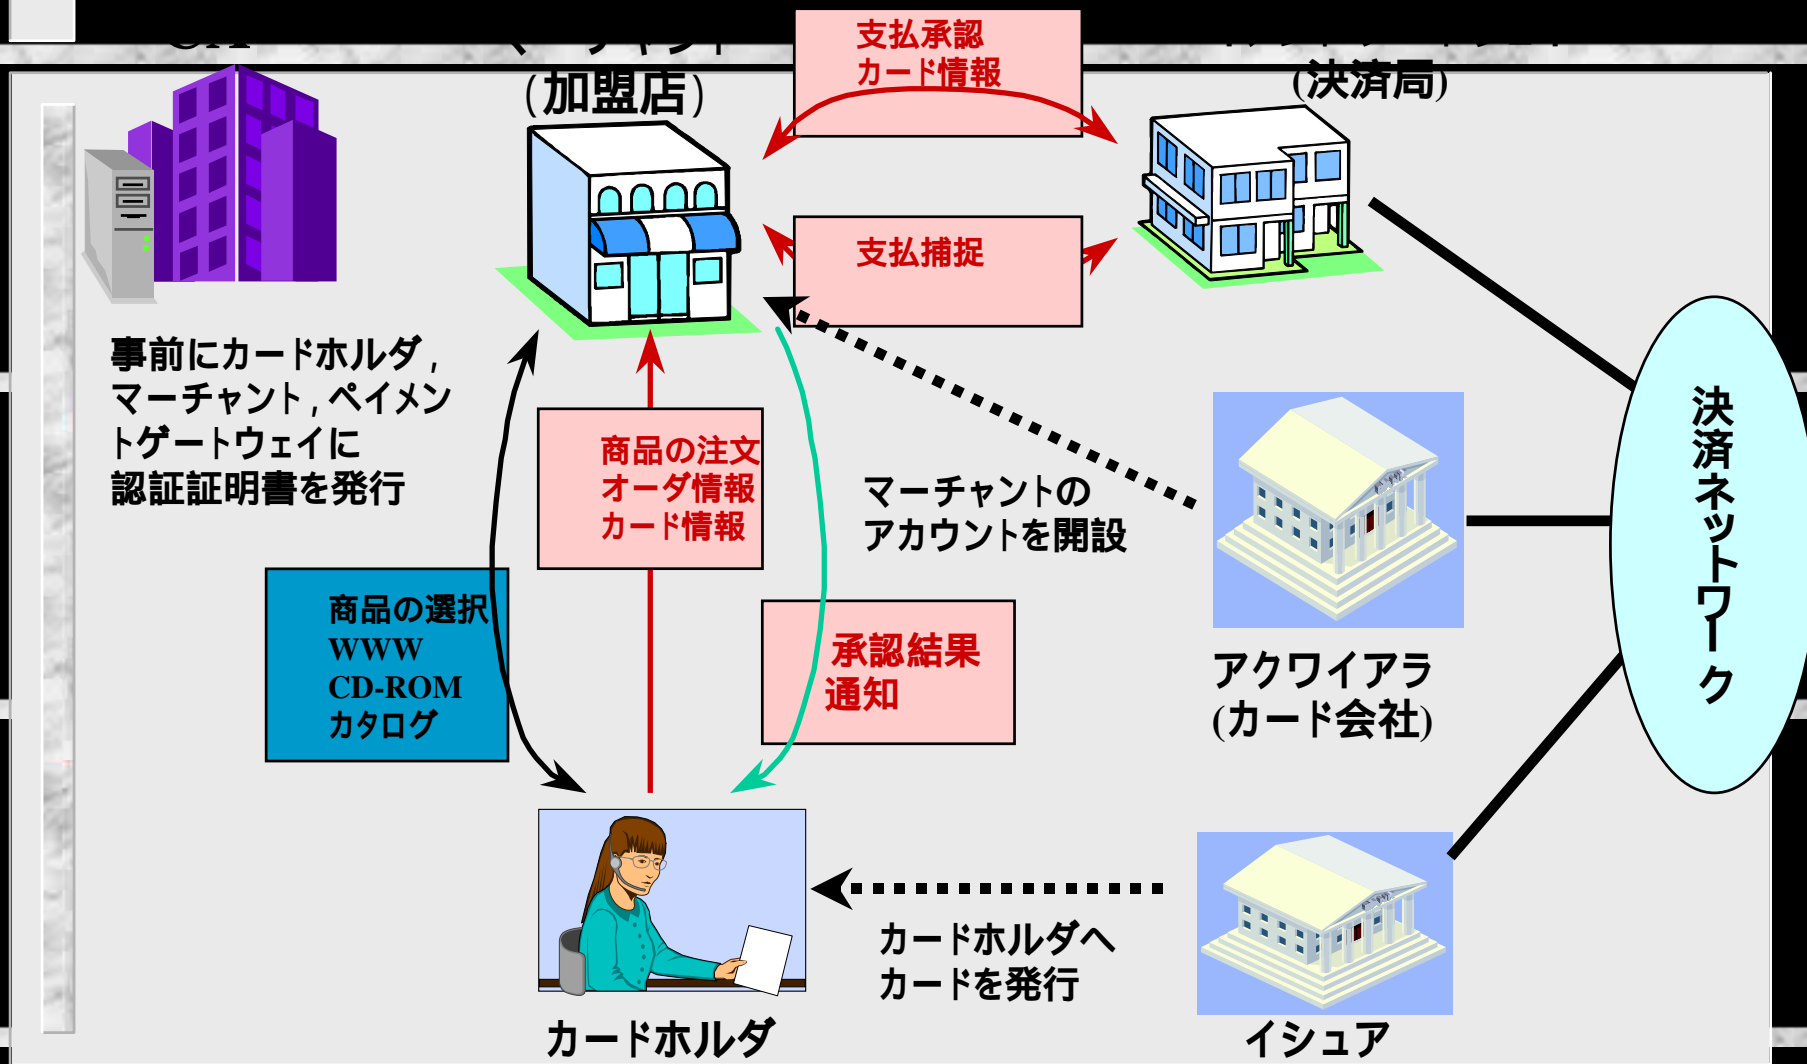 支払承認
カード情報
(加盟店)
(決済局)
支払捕捉
事前にカードホルダ,
マーチャント,ペイメン
トゲートウェイに
認証証明書を発行
商品の注文
オーダ情報
カード情報
マーチャントの
アカウントを開設
商品の選択
WWW
CD-ROM
カタログ
承認結果
通知
アクワイアラ
(カード会社)
決済ネットワーク
カードホルダへ
カードを発行
カードホルダ
イシュア